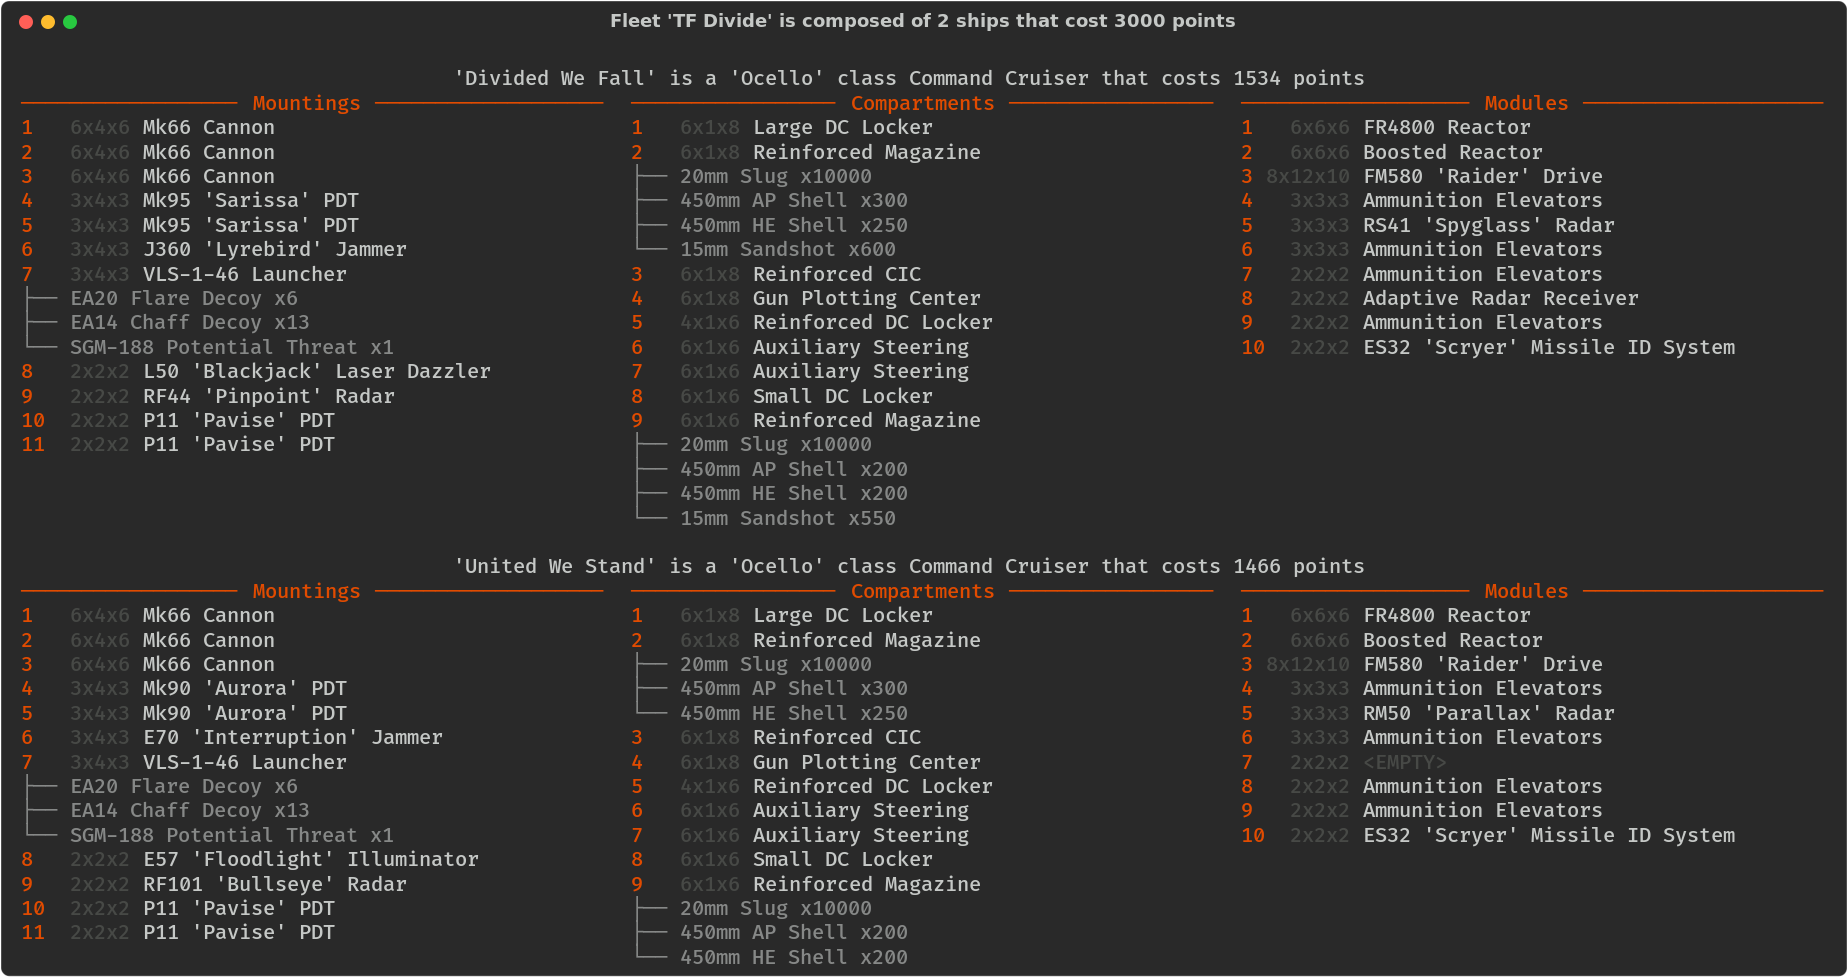 Fleet 'TF Divide' is composed of 2 ships that cost 3000 points
'Divided We Fall' is a 'Ocello' class Command Cruiser that costs 1534 points
Mountings
1 6x4x6 Mk66 Cannon
2 6x4x6 Mk66 Cannon
3 6x4x6 Mk66 Cannon
4 3x4x3 Mk95 'Sarissa' PDT
5 3x4x3 Mk95 'Sarissa' PDT
6 3x4x3 J360 'Lyrebird' Jammer
7 3x4x3 VLS-1-46 Launcher
├── EA20 Flare Decoy x6
├── EA14 Chaff Decoy x13
└── SGM-188 Potential Threat x1
8 2x2x2 L50 'Blackjack' Laser Dazzler
9 2x2x2 RF44 'Pinpoint' Radar
10 2x2x2 P11 'Pavise' PDT
11 2x2x2 P11 'Pavise' PDT
Compartments
1 6x1x8 Large DC Locker
2 6x1x8 Reinforced Magazine
├── 20mm Slug x10000
├── 450mm AP Shell x300
├── 450mm HE Shell x250
└── 15mm Sandshot x600
3 6x1x8 Reinforced CIC
4 6x1x8 Gun Plotting Center
5 4x1x6 Reinforced DC Locker
6 6x1x6 Auxiliary Steering
7 6x1x6 Auxiliary Steering
8 6x1x6 Small DC Locker
9 6x1x6 Reinforced Magazine
├── 20mm Slug x10000
├── 450mm AP Shell x200
├── 450mm HE Shell x200
└── 15mm Sandshot x550
Modules
1 6x6x6 FR4800 Reactor
2 6x6x6 Boosted Reactor
3 8x12x10 FM580 'Raider' Drive
4 3x3x3 Ammunition Elevators
5 3x3x3 RS41 'Spyglass' Radar
6 3x3x3 Ammunition Elevators
7 2x2x2 Ammunition Elevators
8 2x2x2 Adaptive Radar Receiver
9 2x2x2 Ammunition Elevators
10 2x2x2 ES32 'Scryer' Missile ID System
'United We Stand' is a 'Ocello' class Command Cruiser that costs 1466 points
Mountings
1 6x4x6 Mk66 Cannon
2 6x4x6 Mk66 Cannon
3 6x4x6 Mk66 Cannon
4 3x4x3 Mk90 'Aurora' PDT
5 3x4x3 Mk90 'Aurora' PDT
6 3x4x3 E70 'Interruption' Jammer
7 3x4x3 VLS-1-46 Launcher
├── EA20 Flare Decoy x6
├── EA14 Chaff Decoy x13
└── SGM-188 Potential Threat x1
8 2x2x2 E57 'Floodlight' Illuminator
9 2x2x2 RF101 'Bullseye' Radar
10 2x2x2 P11 'Pavise' PDT
11 2x2x2 P11 'Pavise' PDT
Compartments
1 6x1x8 Large DC Locker
2 6x1x8 Reinforced Magazine
├── 20mm Slug x10000
├── 450mm AP Shell x300
└── 450mm HE Shell x250
3 6x1x8 Reinforced CIC
4 6x1x8 Gun Plotting Center
5 4x1x6 Reinforced DC Locker
6 6x1x6 Auxiliary Steering
7 6x1x6 Auxiliary Steering
8 6x1x6 Small DC Locker
9 6x1x6 Reinforced Magazine
├── 20mm Slug x10000
├── 450mm AP Shell x200
└── 450mm HE Shell x200
Modules
1 6x6x6 FR4800 Reactor
2 6x6x6 Boosted Reactor
3 8x12x10 FM580 'Raider' Drive
4 3x3x3 Ammunition Elevators
5 3x3x3 RM50 'Parallax' Radar
6 3x3x3 Ammunition Elevators
7 2x2x2 <EMPTY>
8 2x2x2 Ammunition Elevators
9 2x2x2 Ammunition Elevators
10 2x2x2 ES32 'Scryer' Missile ID System